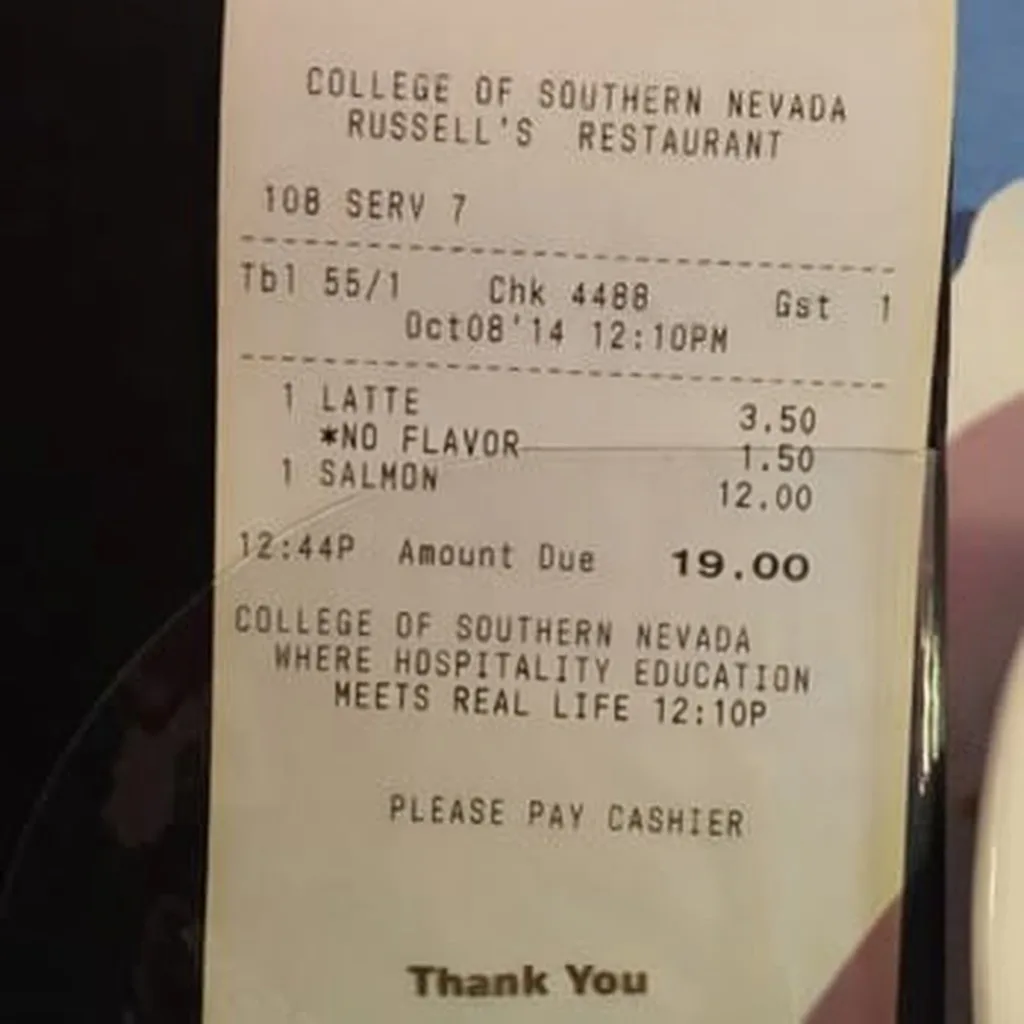 COLLEGE OF SOUTHERN NEVADA
RUSSELL'S RESTAURANT
108 SERV 7
Tbl 55/1 Chk 4488 Gst 1
Oct08'14 12:10PM
1 LATTE 3.50
*NO FLAVOR 1.50
1 SALMON 12.00
12:44P Amount Due 19.00
COLLEGE OF SOUTHERN NEVADA
WHERE HOSPITALITY EDUCATION
MEETS REAL LIFE 12:10P
PLEASE PAY CASHIER
Thank You